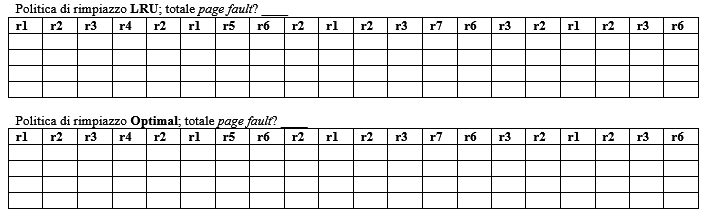 Politica di rimpiazzo LRU; totale page fault? ____
r1 r2 r3 r4 r2 r1 r5 r6 r2 r1 r2 r3 r7 r6 r3 r2 r1 r2 r3 r6
Politica di rimpiazzo Optimal; totale page fault? ____
r1 r2 r3 r4 r2 r1 r5 r6 r2 r1 r2 r3 r7 r6 r3 r2 r1 r2 r3 r6